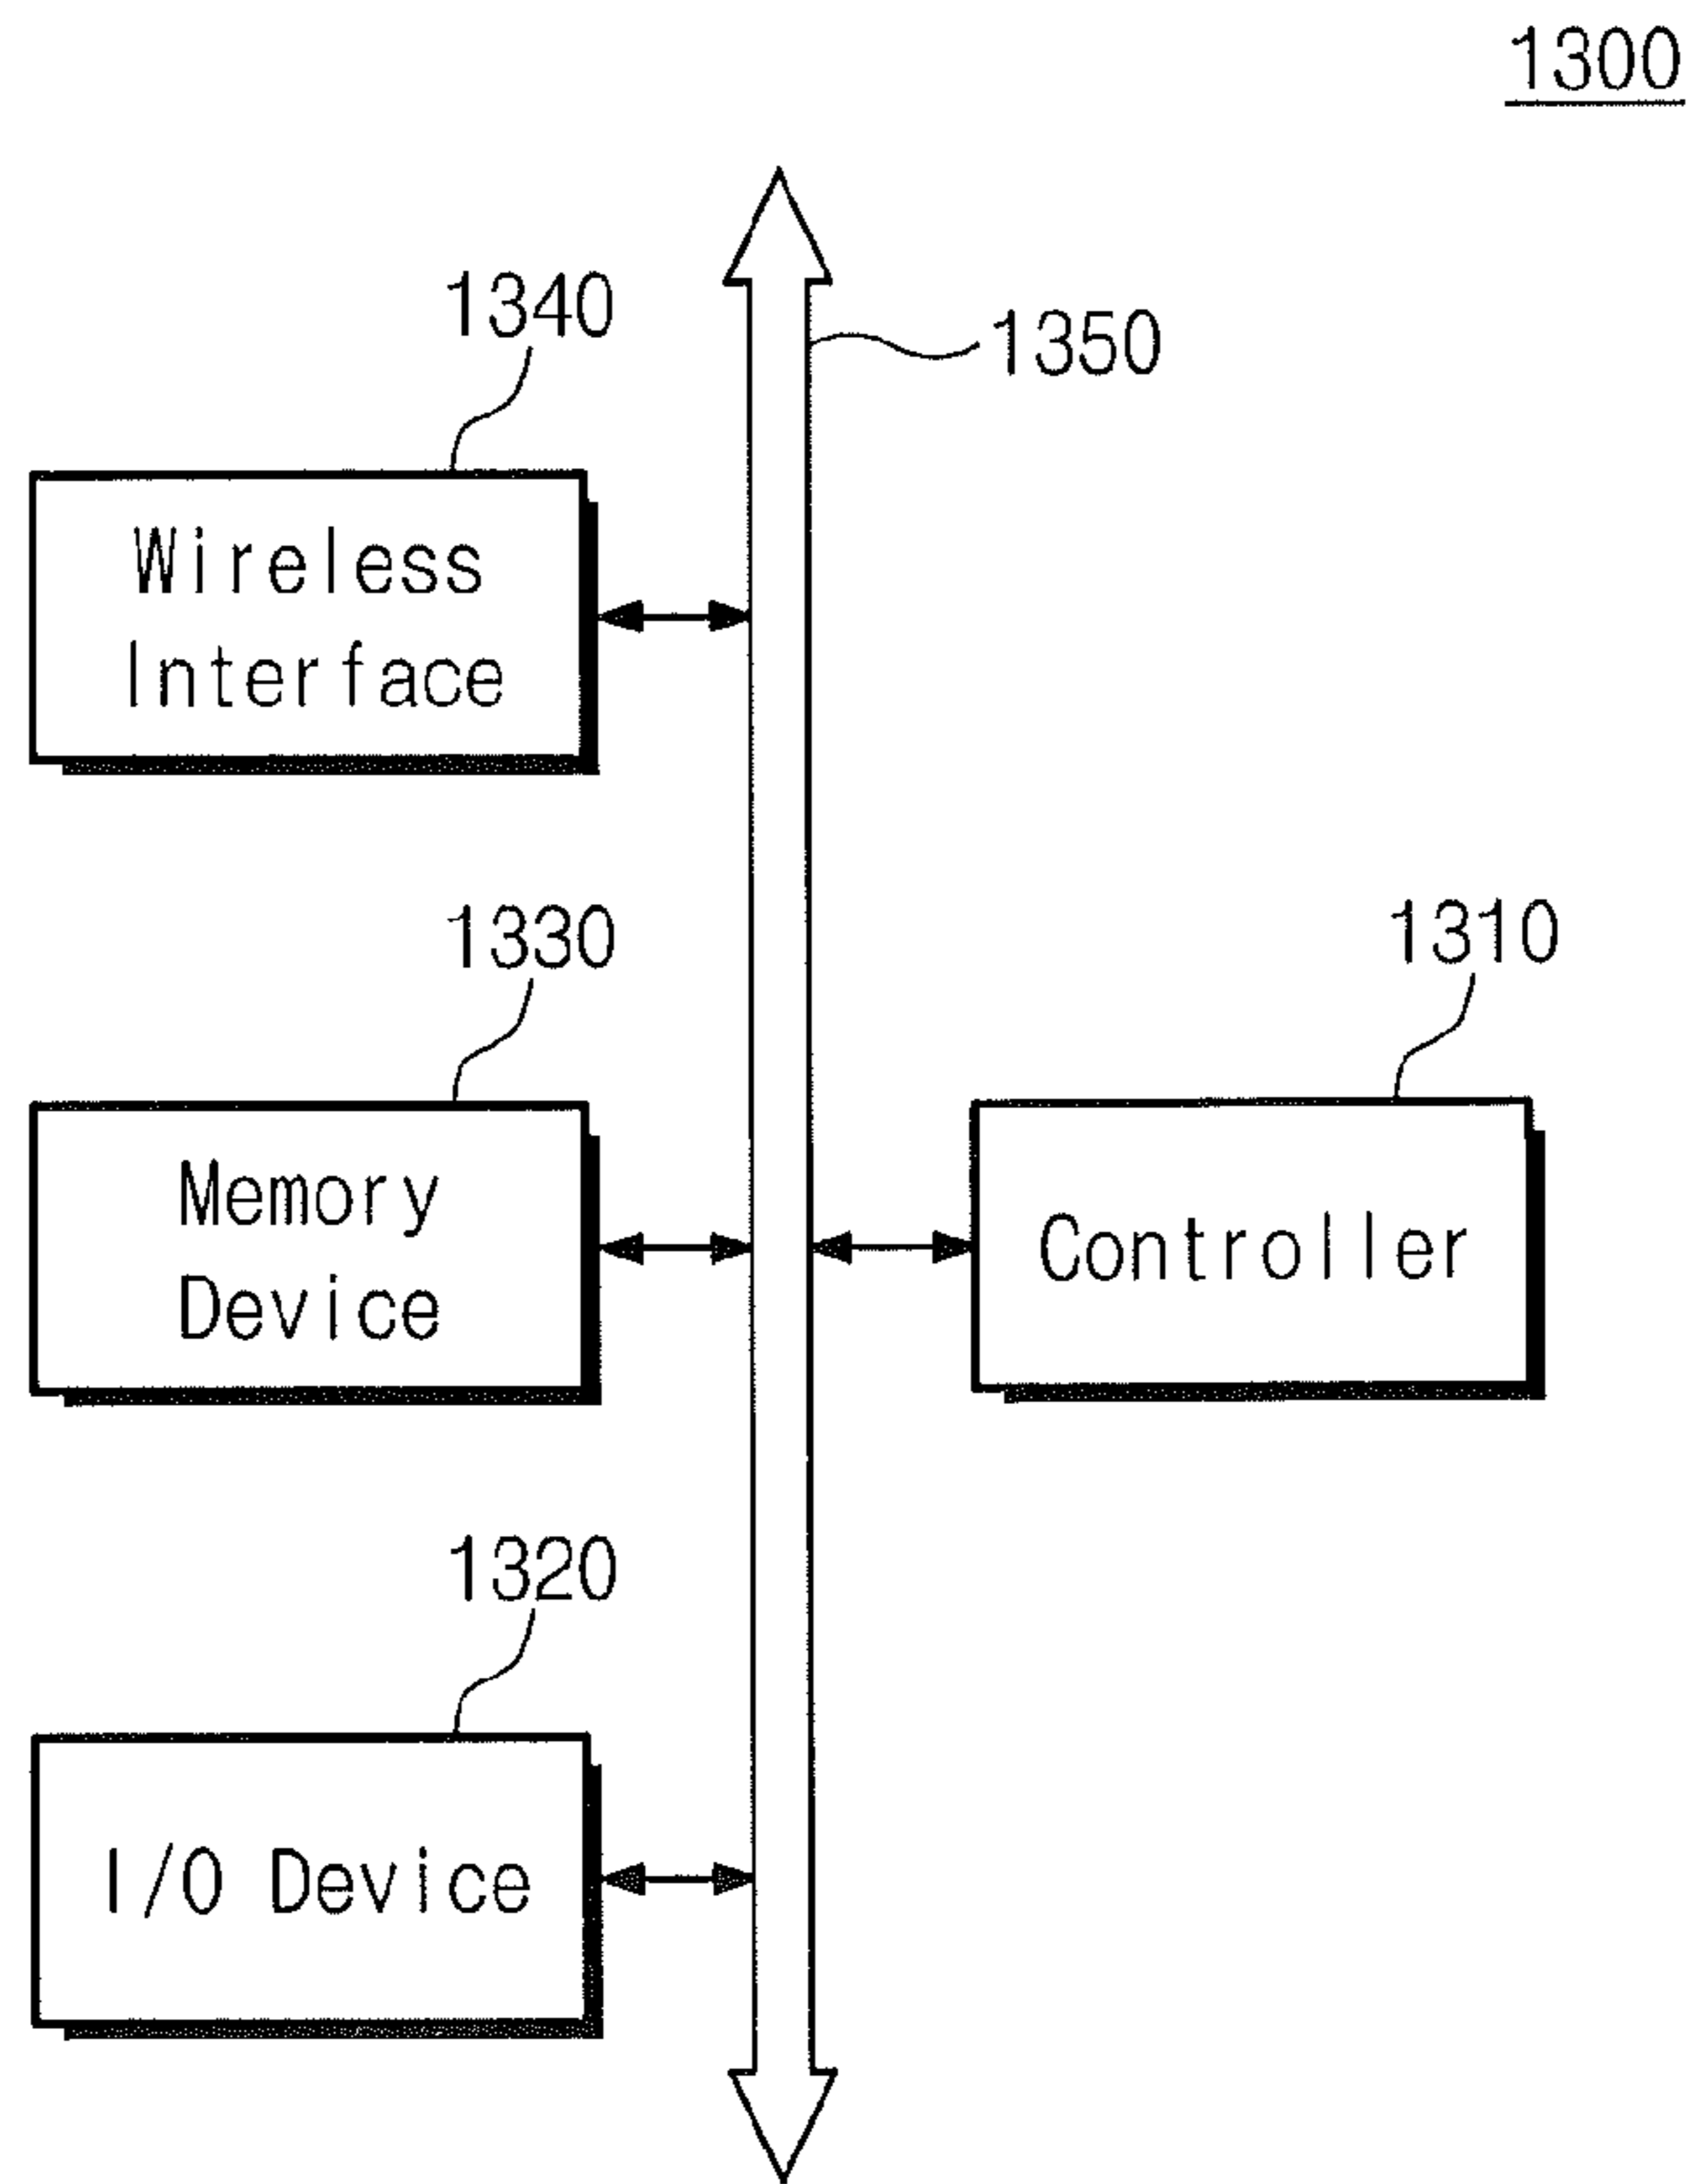 1300
1340
1350
Wireless
Interface
1330
1310
Memory
Device
Controller
1320
I/O Device